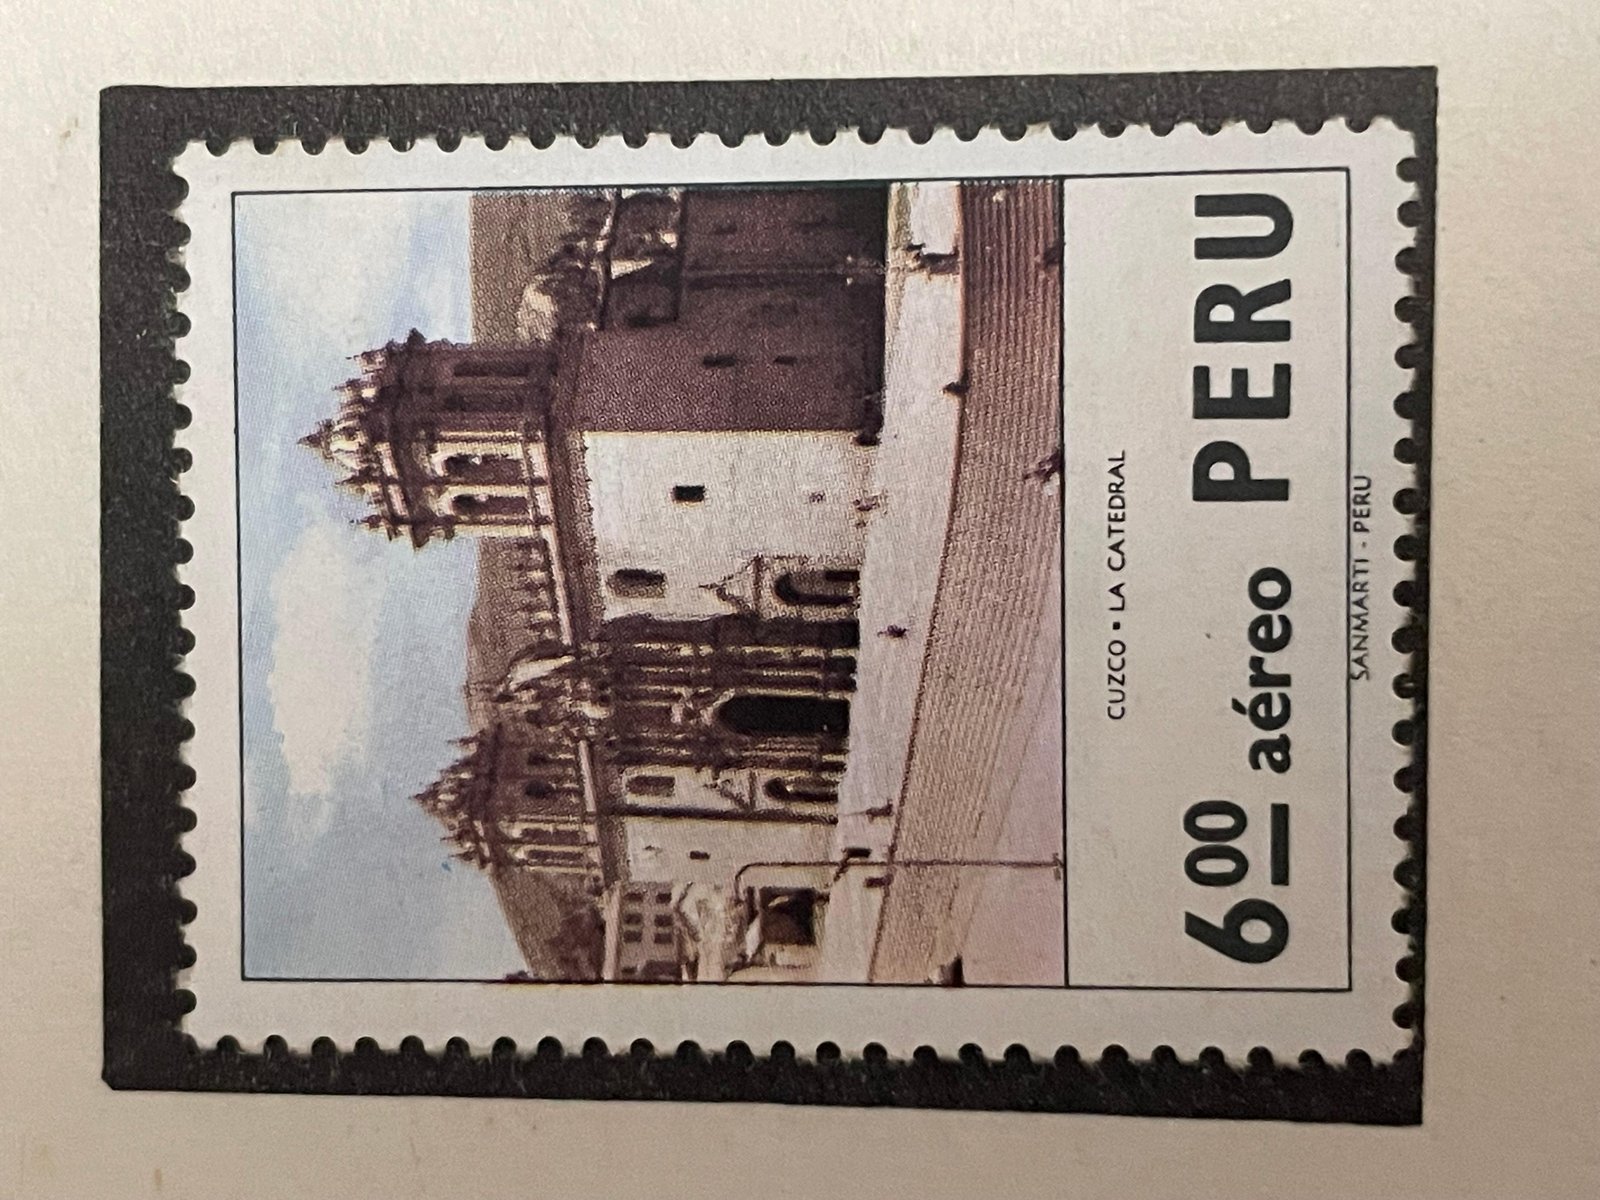 CUZCO • LA CATEDRAL
6 00 aéreo PERU
SANMARTI - PERU